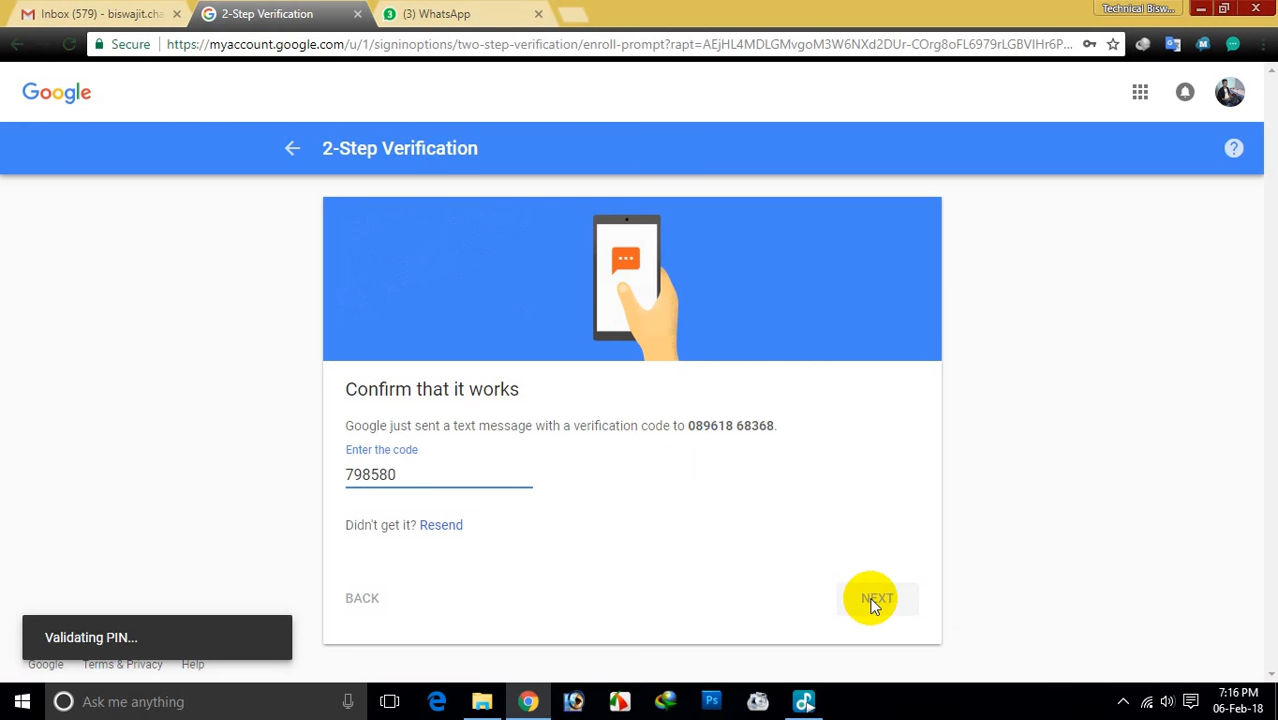 Inbox (579) - biswajit.cha
2-Step Verification
(3) WhatsApp
Technical Bisw...
Secure
https://myaccount.google.com/u/1/signinoptions/two-step-verification/enroll-prompt?rapt=AEjHL4MDLGMvgoM3W6NXd2DUr-COrg8oFL6979rLGBVIHr6P...
Google
2-Step Verification
Confirm that it works
Google just sent a text message with a verification code to 089618 68368.
Enter the code
798580
Didn't get it? Resend
BACK
NEXT
Validating PIN...
Google Terms & Privacy Help
Ask me anything
Ps
7:16 PM
06-Feb-18